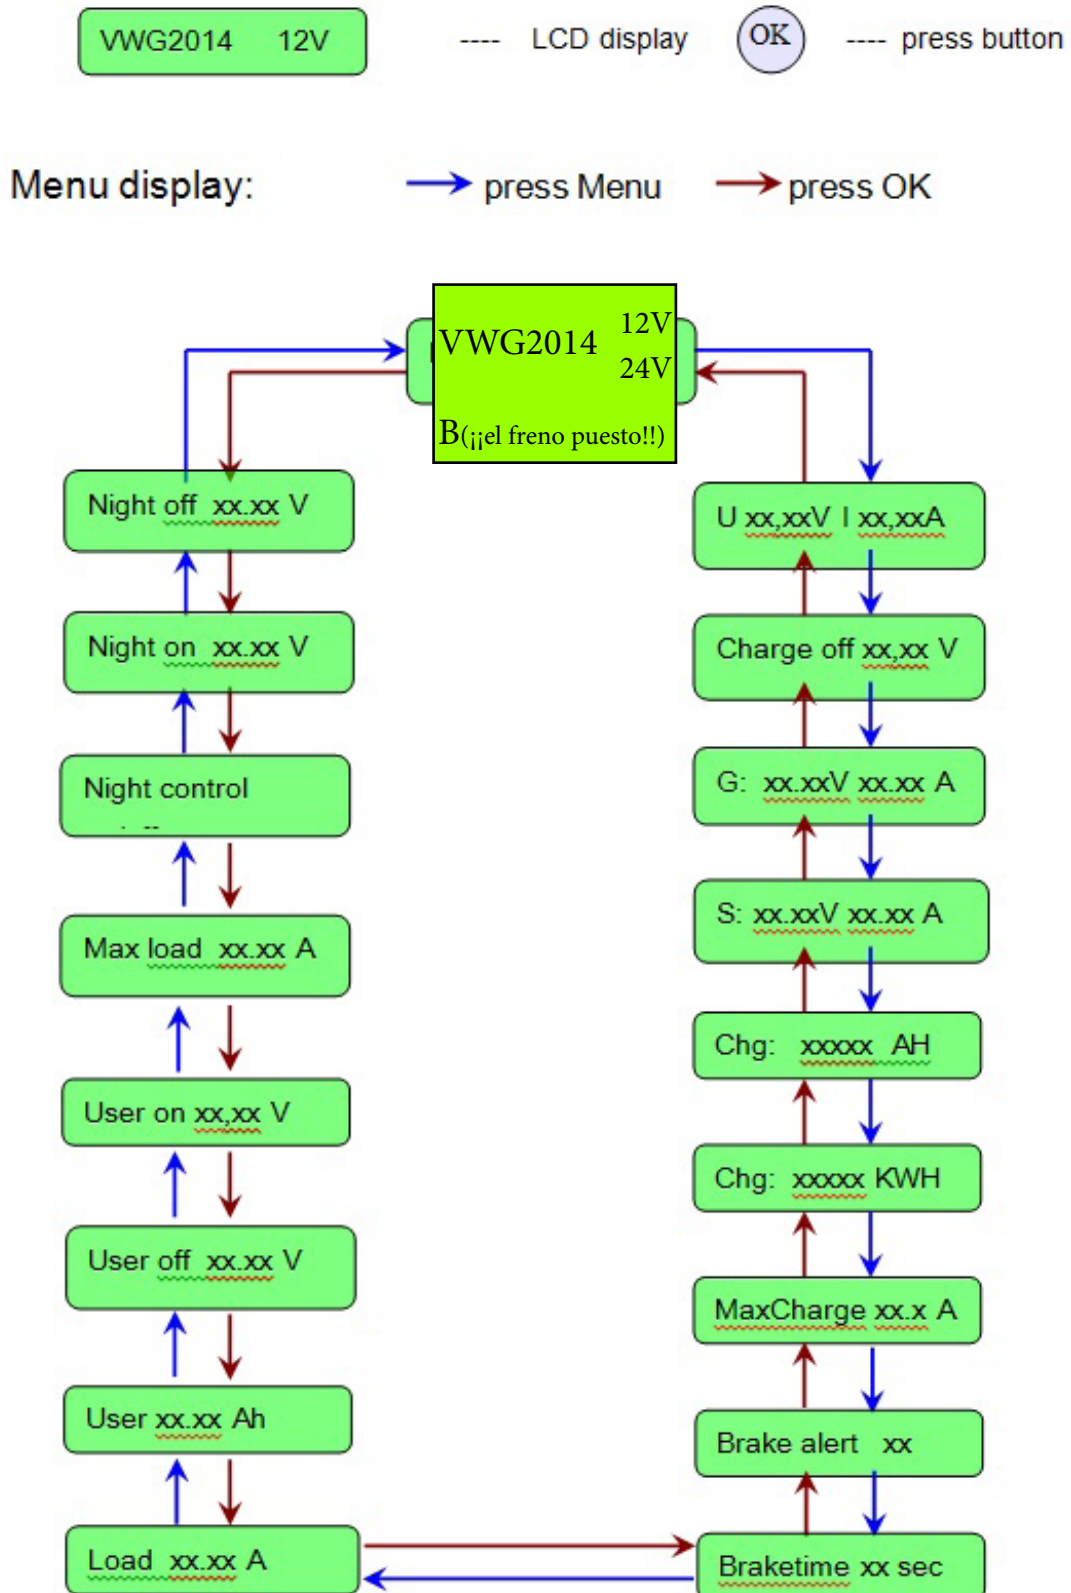 VWG2014 12V ---- LCD display OK ---- press button
Menu display: press Menu press OK
VWG2014 12V
24V
B(¡¡el freno puesto!!)
Night off xx.xx V
Night on xx.xx V
Night control
Max load xx.xx A
User on xx,xx V
User off xx.xx V
User xx.xx Ah
Load xx.xx A
U xx,xxV I xx,xxA
Charge off xx,xx V
G: xx.xxV xx.xx A
S: xx.xxV xx.xx A
Chg: xxxxx AH
Chg: xxxxx KWH
MaxCharge xx.x A
Brake alert xx
Braketime xx sec